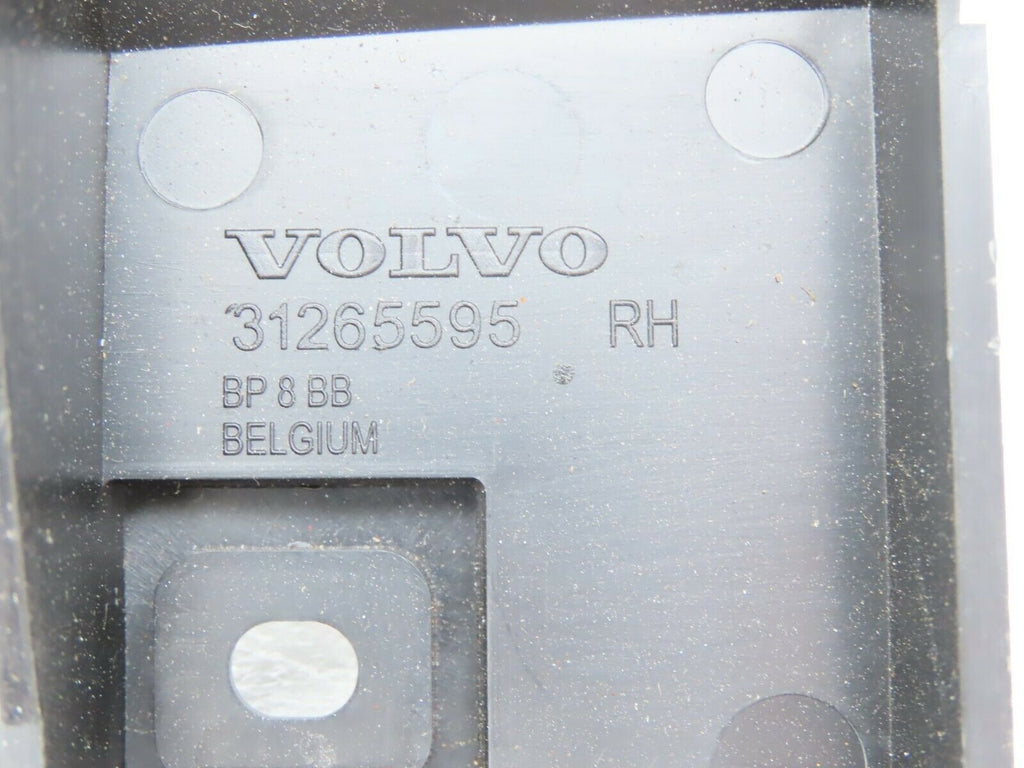 VOLVO
31265595 RH
BP 8 BB
BELGIUM